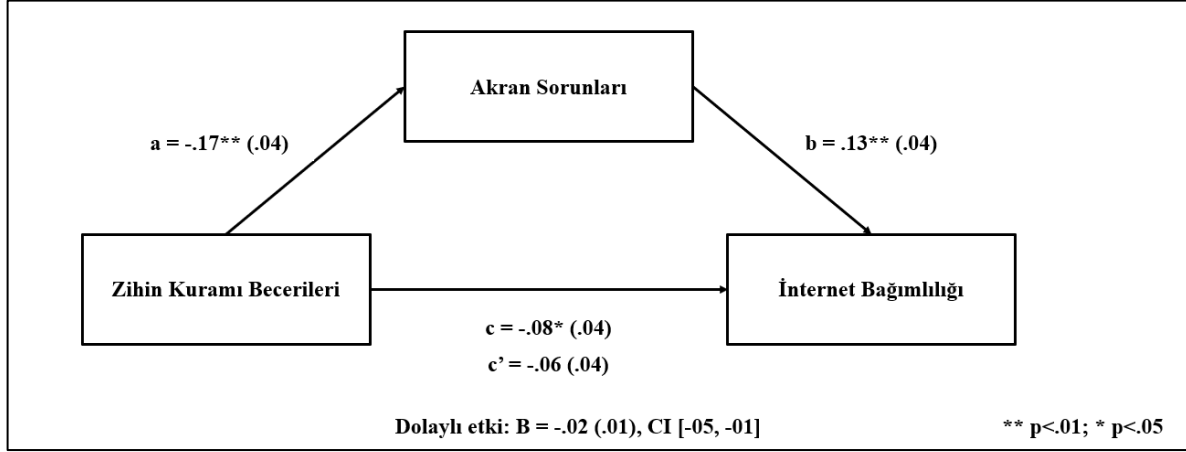 Akran Sorunları
a = -.17** (.04)
b = .13** (.04)
Zihin Kuramı Becerileri
İnternet Bağımlılığı
c = -.08* (.04)
c’ = -.06 (.04)
Dolaylı etki: B = -.02 (.01), CI [-05, -01]
** p<.01; * p<.05